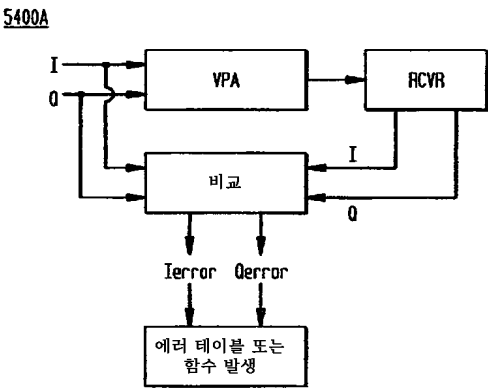 5400A
I
Q
VPA
RCVR
I
비교
Q
Ierror Qerror
에러 테이블 또는
함수 발생